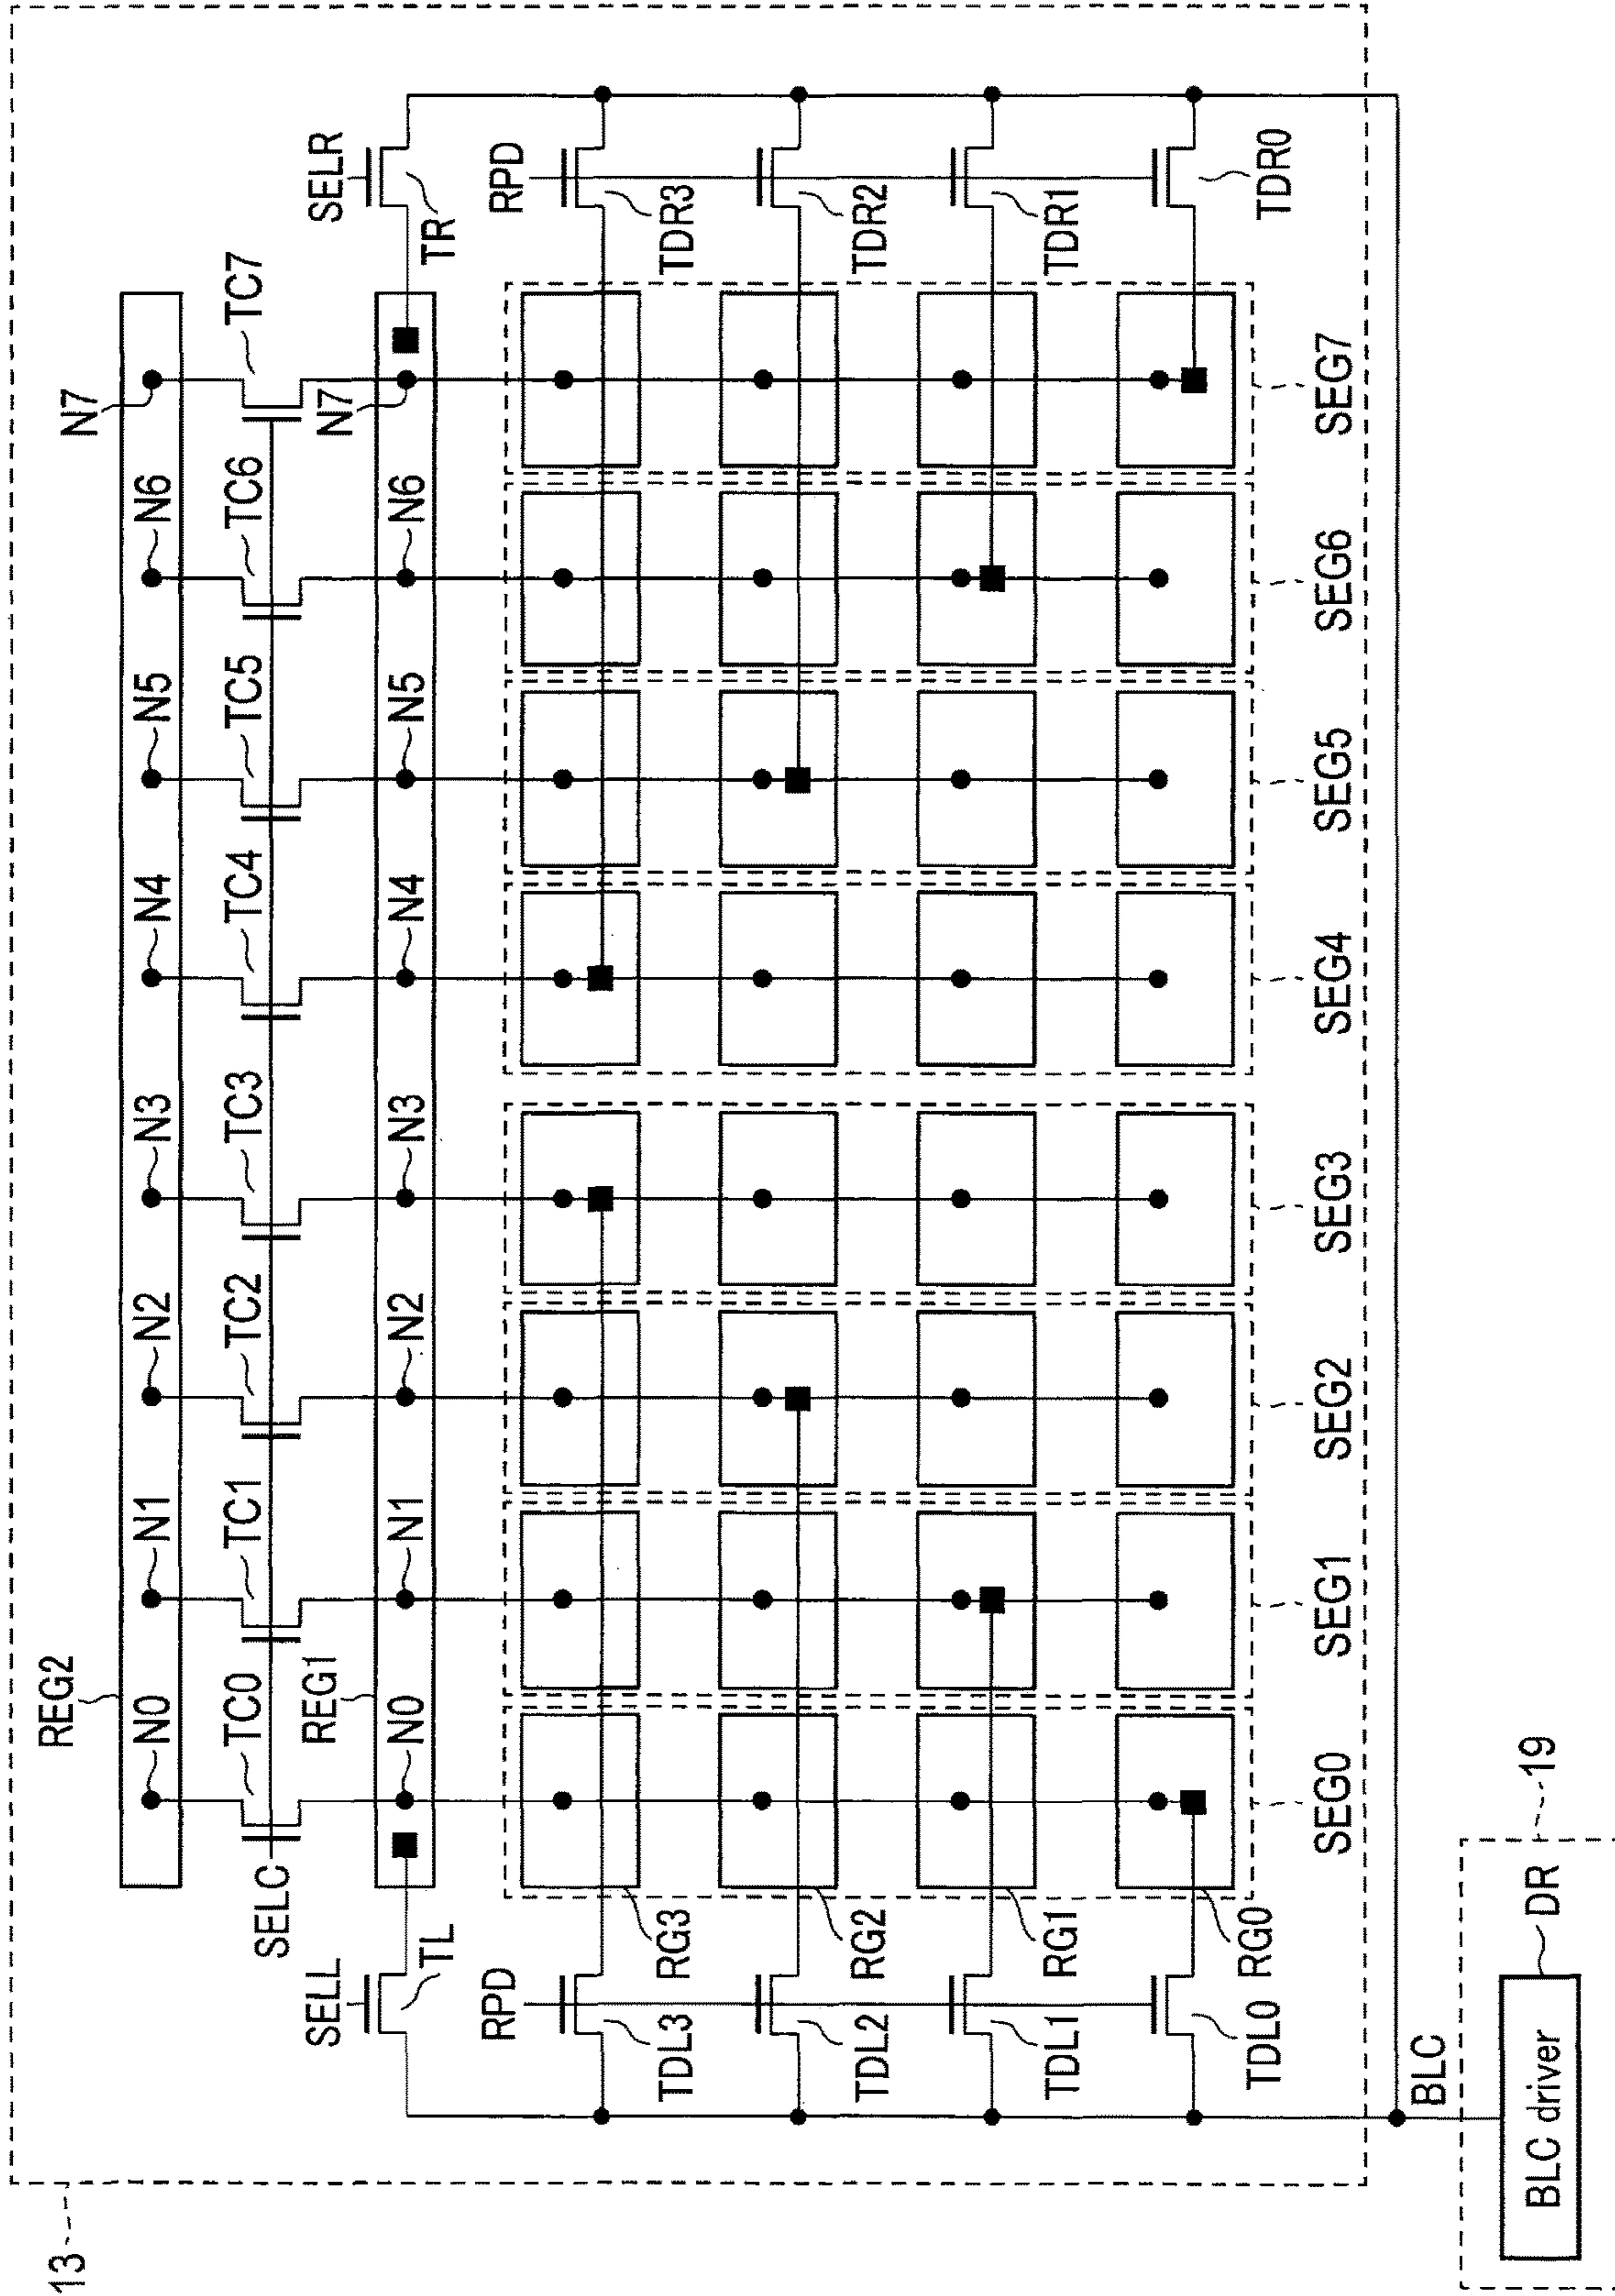 13
REG2
N0
N1
N2
N3
N4
N5
N6
N7
TC0
TC1
TC2
TC3
TC4
TC5
TC6
TC7
SELC
REG1
N0
N1
N2
N3
N4
N5
N6
N7
SELL
TL
SELR
TR
RPD
RPD
TDL3
RG3
TDR3
TDL2
RG2
TDR2
TDL1
RG1
TDR1
TDL0
RG0
TDR0
SEG0
SEG1
SEG2
SEG3
SEG4
SEG5
SEG6
SEG7
BLC
19
DR
BLC driver